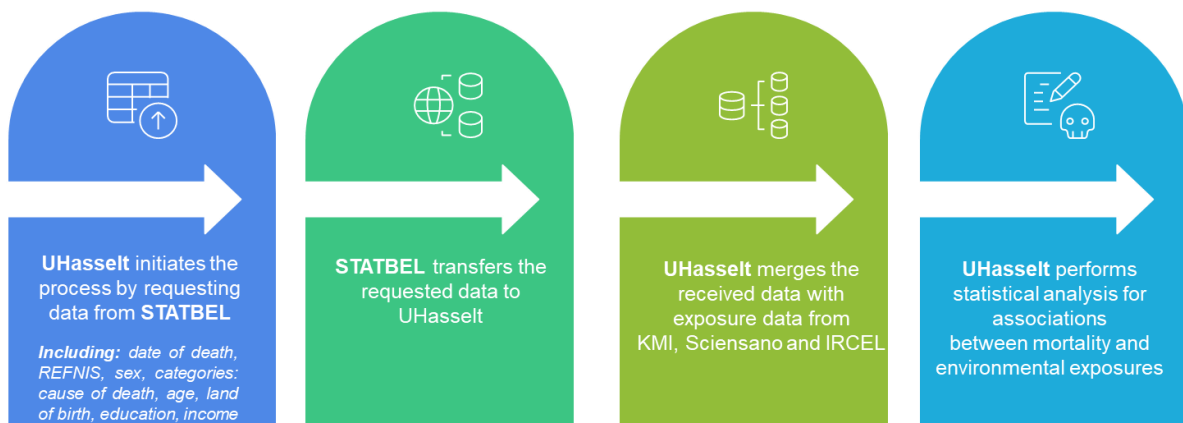 UHasselt initiates the
process by requesting
data from STATBEL
Including: date of death,
REFNIS, sex, categories:
cause of death, age, land
of birth, education, income
STATBEL transfers the
requested data to
UHasselt
UHasselt merges the
received data with
exposure data from
KMI, Sciensano and IRCEL
UHasselt performs
statistical analysis for
associations
between mortality and
environmental exposures